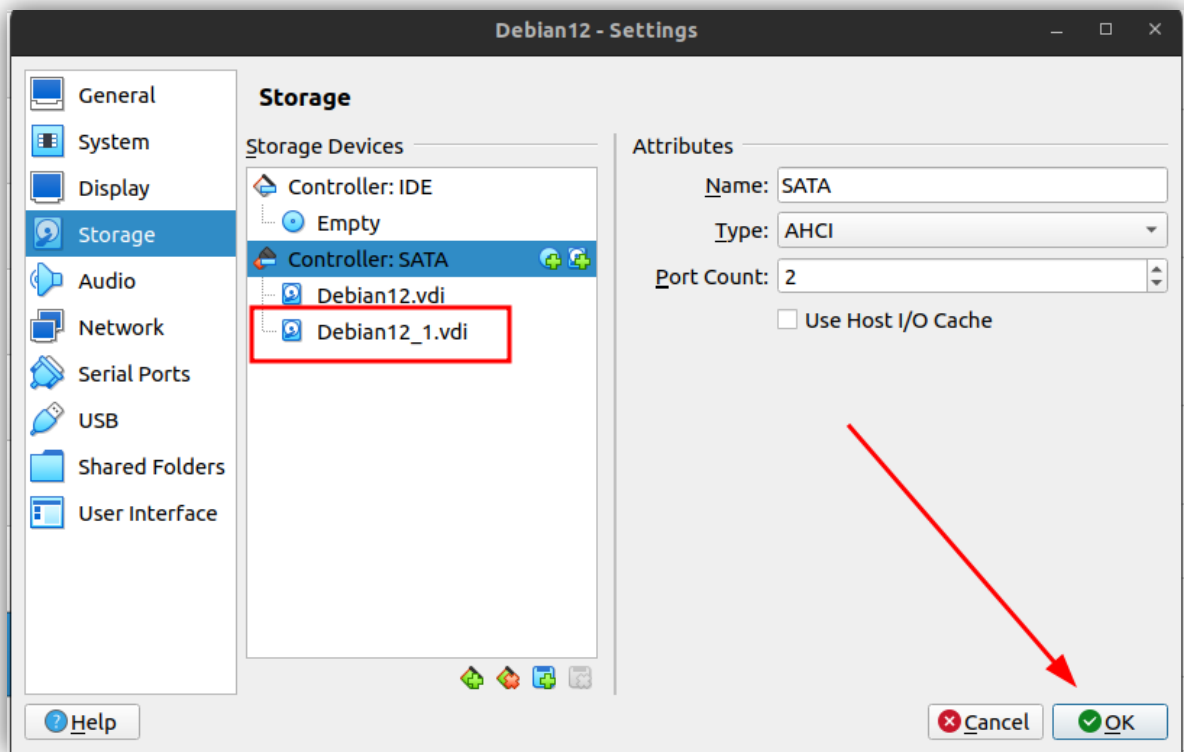 Debian12 - Settings
General
System
Display
Storage
Audio
Network
Serial Ports
USB
Shared Folders
User Interface
Storage
Storage Devices
Controller: IDE
Empty
Controller: SATA
Debian12.vdi
Debian12_1.vdi
Attributes
Name: SATA
Type: AHCI
Port Count: 2
Use Host I/O Cache
Help
Cancel
OK